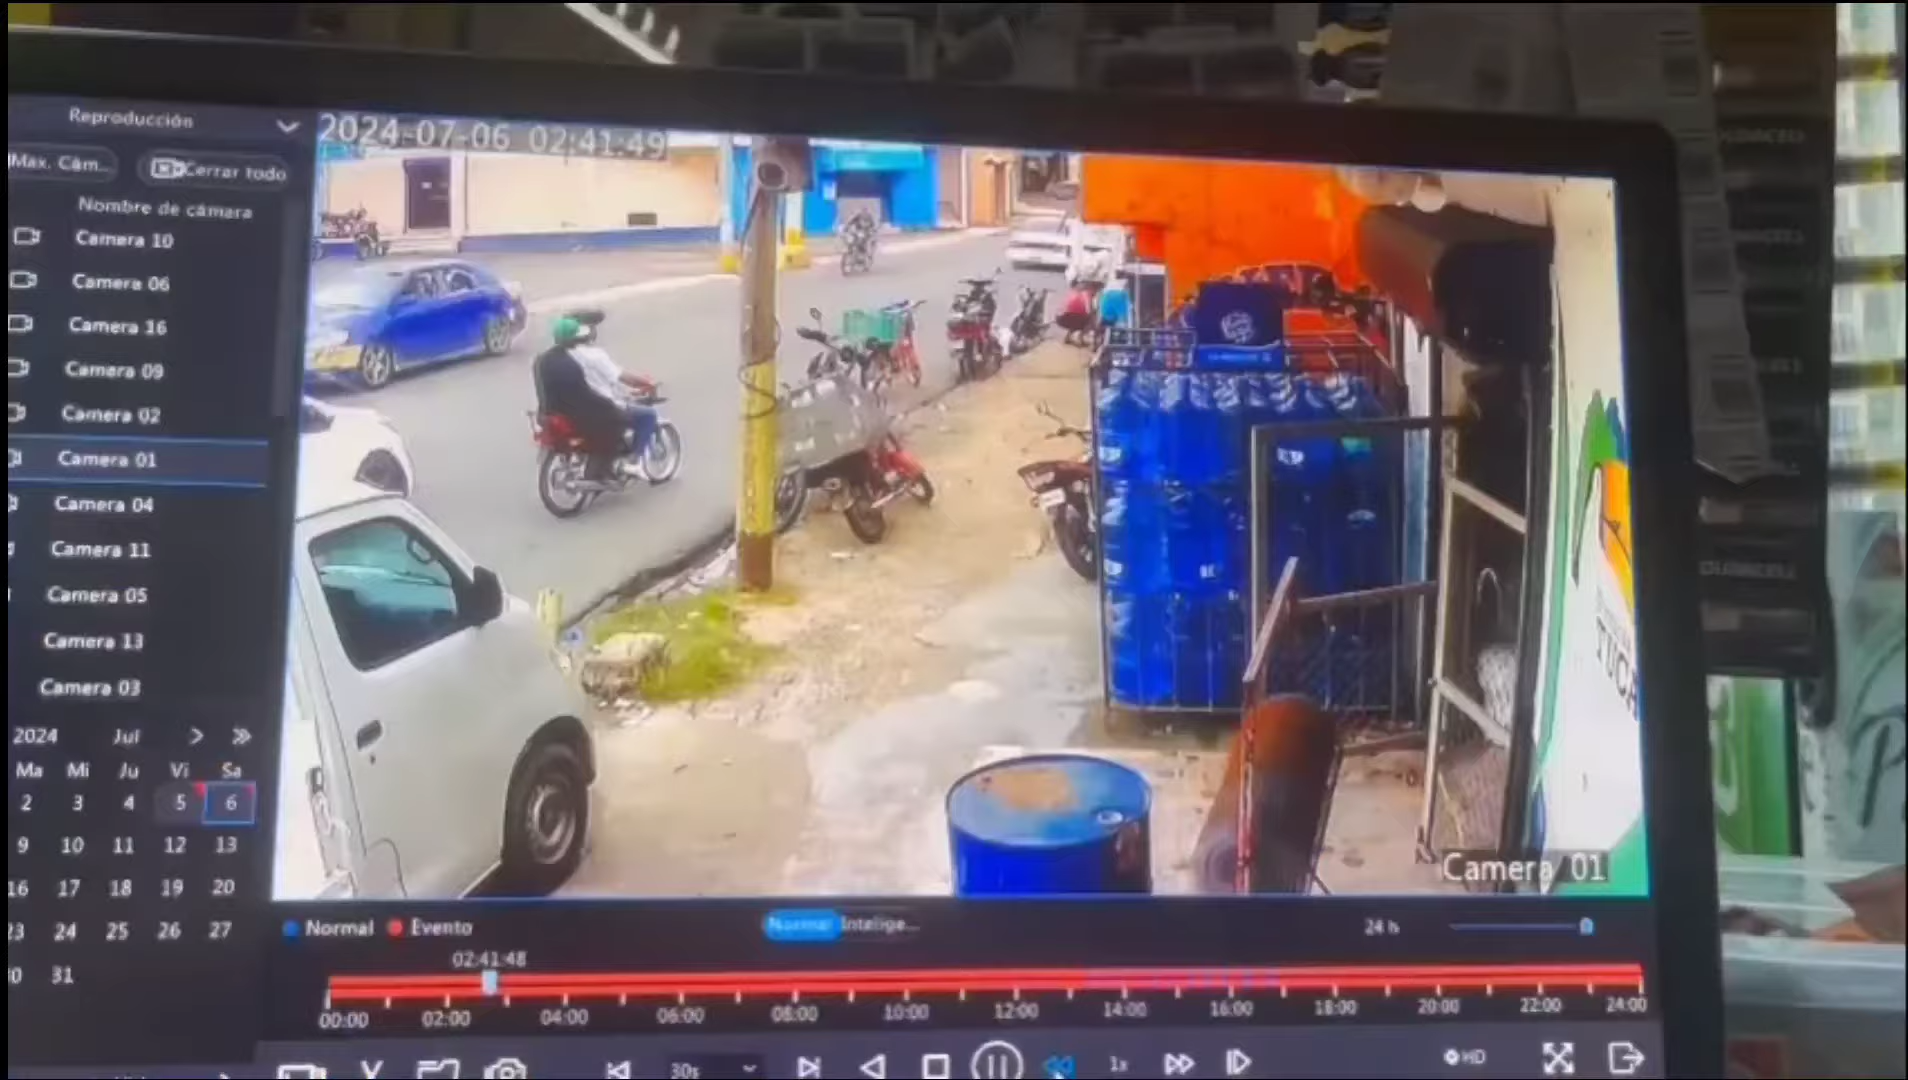 Reproducción
2024-07-06 02:41:49
Max. Cám...
Cerrar todo
Nombre de cámara
Camera 10
Camera 06
Camera 16
Camera 09
Camera 02
Camera 01
Camera 04
Camera 11
Camera 05
Camera 13
Camera 03
2024 Jul
Ma Mi Ju Vi Sa
2 3 4 5 6
9 10 11 12 13
16 17 18 19 20
23 24 25 26 27
30 31
Camera 01
Normal Evento
Normal Intelige...
24 h
02:41:48
00:00 02:00 04:00 06:00 08:00 10:00 12:00 14:00 16:00 18:00 20:00 22:00 24:00
30s
1x
HD
DURACELL